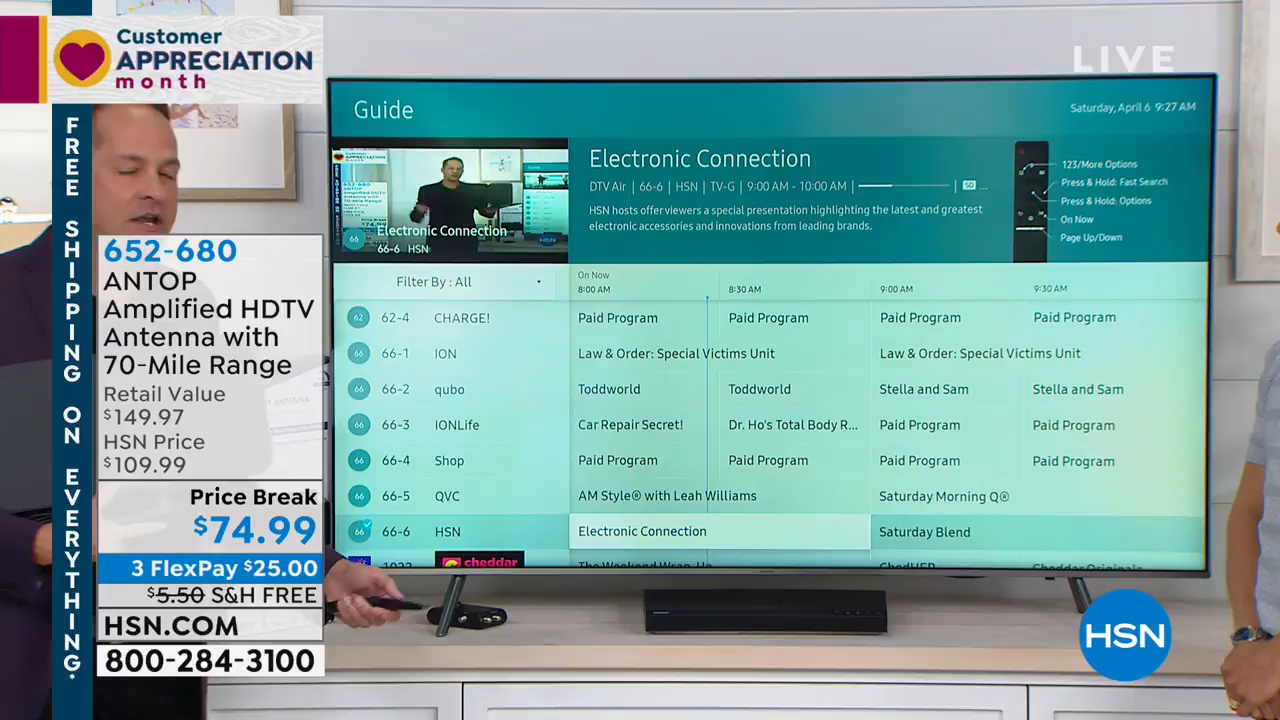 Customer
APPRECIATION
month
LIVE
FREE SHIPPING ON EVERYTHING.*
652-680
ANTOP
Amplified HDTV
Antenna with
70-Mile Range
Retail Value
$149.97
HSN Price
$109.99
Price Break
$74.99
3 FlexPay $25.00
$5.50 S&H FREE
HSN.COM
800-284-3100
Guide
Saturday, April 6 9:27 AM
Electronic Connection
66 66-6 HSN
Electronic Connection
DTV Air | 66-6 | HSN | TV-G | 9:00 AM - 10:00 AM |
HSN hosts offer viewers a special presentation highlighting the latest and greatest
electronic accessories and innovations from leading brands.
123/More Options
Press & Hold: Fast Search
Press & Hold: Options
On Now
Page Up/Down
Filter By : All
On Now
8:00 AM 8:30 AM 9:00 AM 9:30 AM
62 62-4 CHARGE! Paid Program Paid Program Paid Program Paid Program
66 66-1 ION Law & Order: Special Victims Unit Law & Order: Special Victims Unit
66 66-2 qubo Toddworld Toddworld Stella and Sam Stella and Sam
66 66-3 IONLife Car Repair Secret! Dr. Ho's Total Body R... Paid Program Paid Program
66 66-4 Shop Paid Program Paid Program Paid Program Paid Program
66 66-5 QVC AM Style® with Leah Williams Saturday Morning Q®
66 66-6 HSN Electronic Connection Saturday Blend
cheddar
HSN